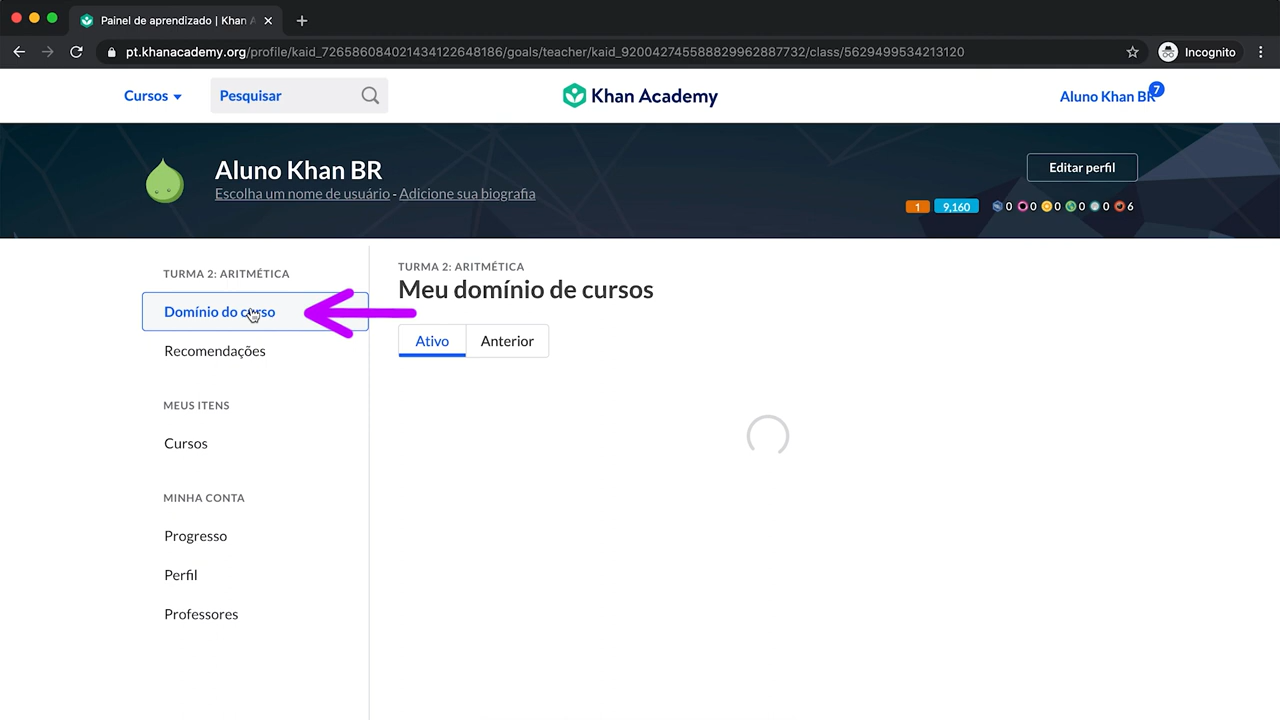 Painel de aprendizado | Khan A
pt.khanacademy.org/profile/kaid_726586084021434122648186/goals/teacher/kaid_920042745588829962887732/class/5629499534213120
Incognito
Cursos
Pesquisar
Khan Academy
Aluno Khan BR
7
Aluno Khan BR
Escolha um nome de usuário - Adicione sua biografia
Editar perfil
1 9,160 0 0 0 0 0 6
TURMA 2: ARITMÉTICA
Domínio do curso
Recomendações
MEUS ITENS
Cursos
MINHA CONTA
Progresso
Perfil
Professores
TURMA 2: ARITMÉTICA
Meu domínio de cursos
Ativo
Anterior